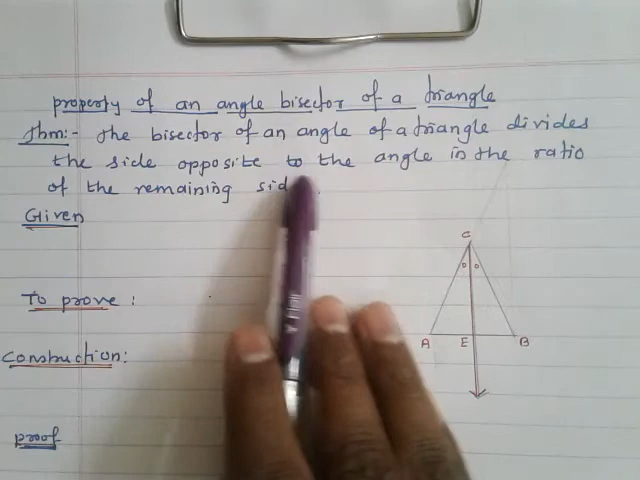 property of an angle bisector of a triangle
Thm:- The bisector of an angle of a triangle divides
the side opposite to the angle in the ratio
of the remaining
Given
C
To prove :
A E B
Construction:
proof